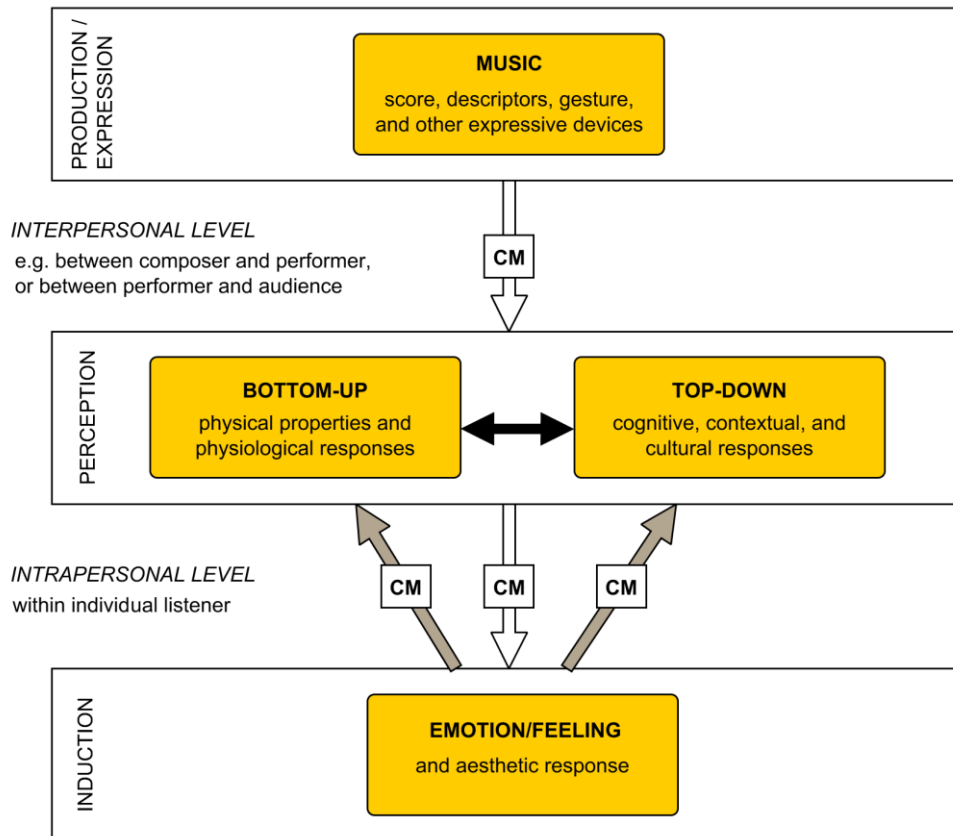 PRODUCTION /
EXPRESSION
MUSIC
score, descriptors, gesture,
and other expressive devices
INTERPERSONAL LEVEL
e.g. between composer and performer,
or between performer and audience
CM
PERCEPTION
BOTTOM-UP
physical properties and
physiological responses
TOP-DOWN
cognitive, contextual, and
cultural responses
INTRAPERSONAL LEVEL
within individual listener
CM
CM
CM
INDUCTION
EMOTION/FEELING
and aesthetic response